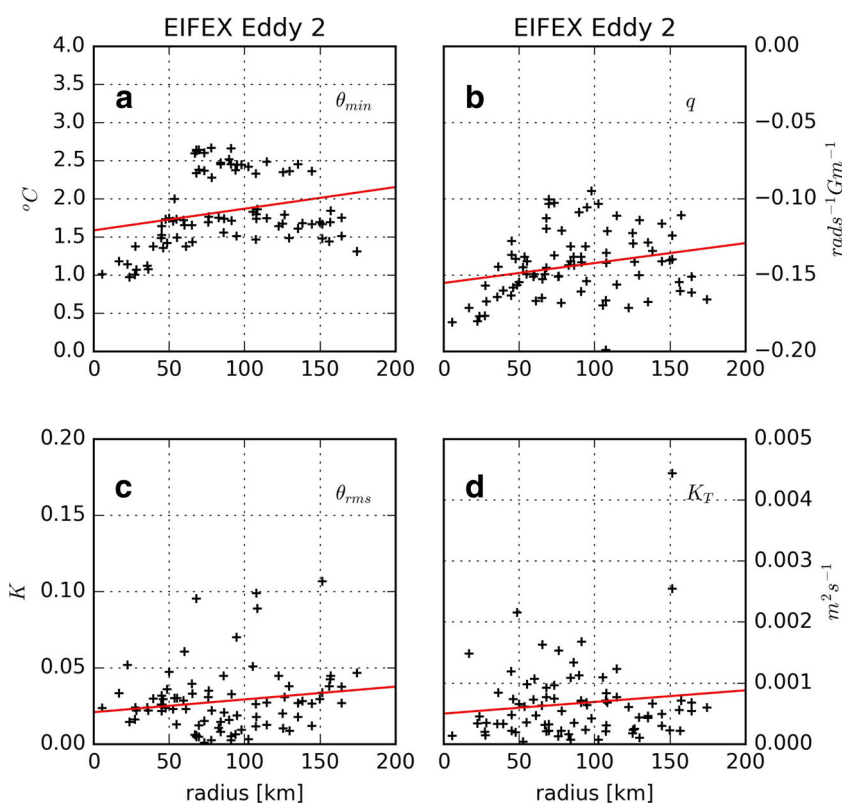 EIFEX Eddy 2
EIFEX Eddy 2
4.0
3.5
3.0
2.5
2.0
1.5
1.0
0.5
0.0
°C
a
θmin
0 50 100 150 200
b
q
0.00
−0.05
−0.10
−0.15
−0.20
rads⁻¹Gm⁻¹
0 50 100 150 200
0.20
0.15
0.10
0.05
0.00
K
c
θrms
0 50 100 150 200
radius [km]
d
K_T
0.005
0.004
0.003
0.002
0.001
0.000
m²s⁻¹
0 50 100 150 200
radius [km]